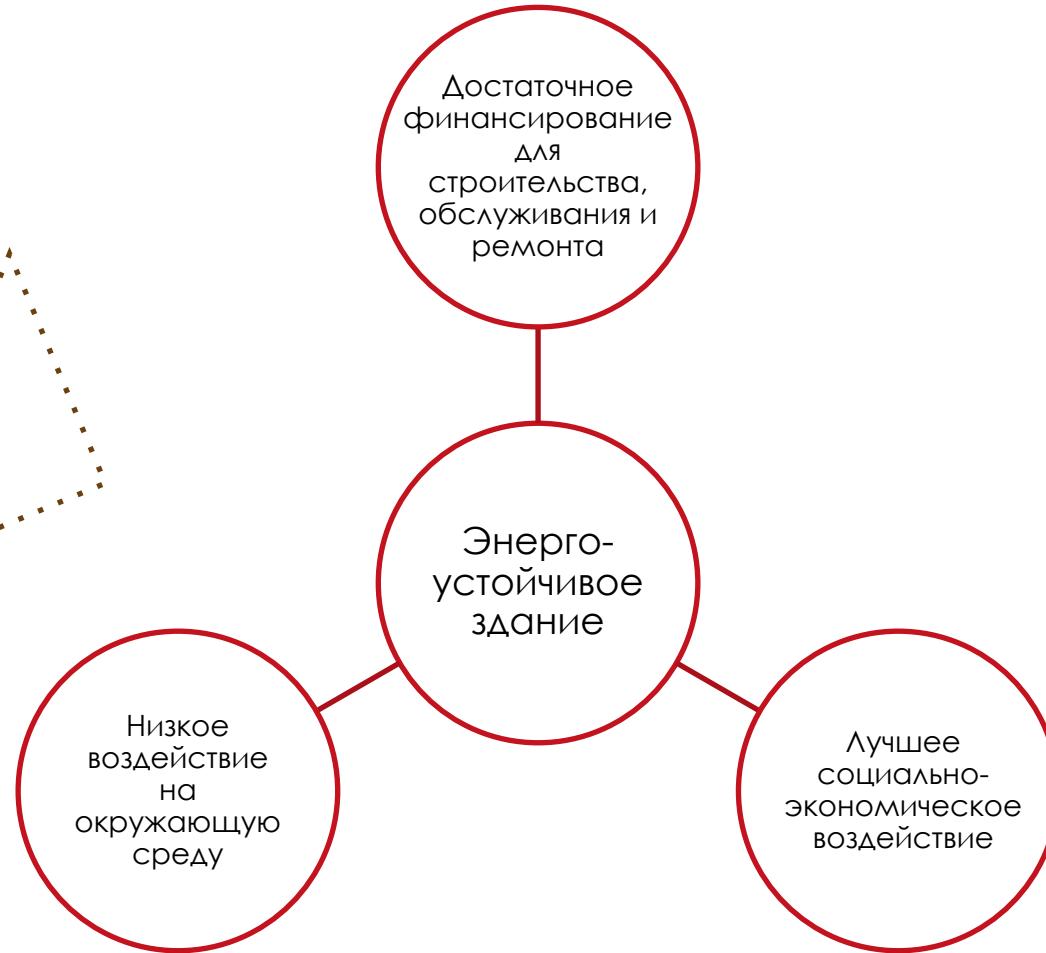 Достаточное
финансирование
для
строительства,
обслуживания и
ремонта
Энерго-
устойчивое
здание
Низкое
воздействие
на
окружающую
среду
Лучшее
социально-
экономическое
воздействие